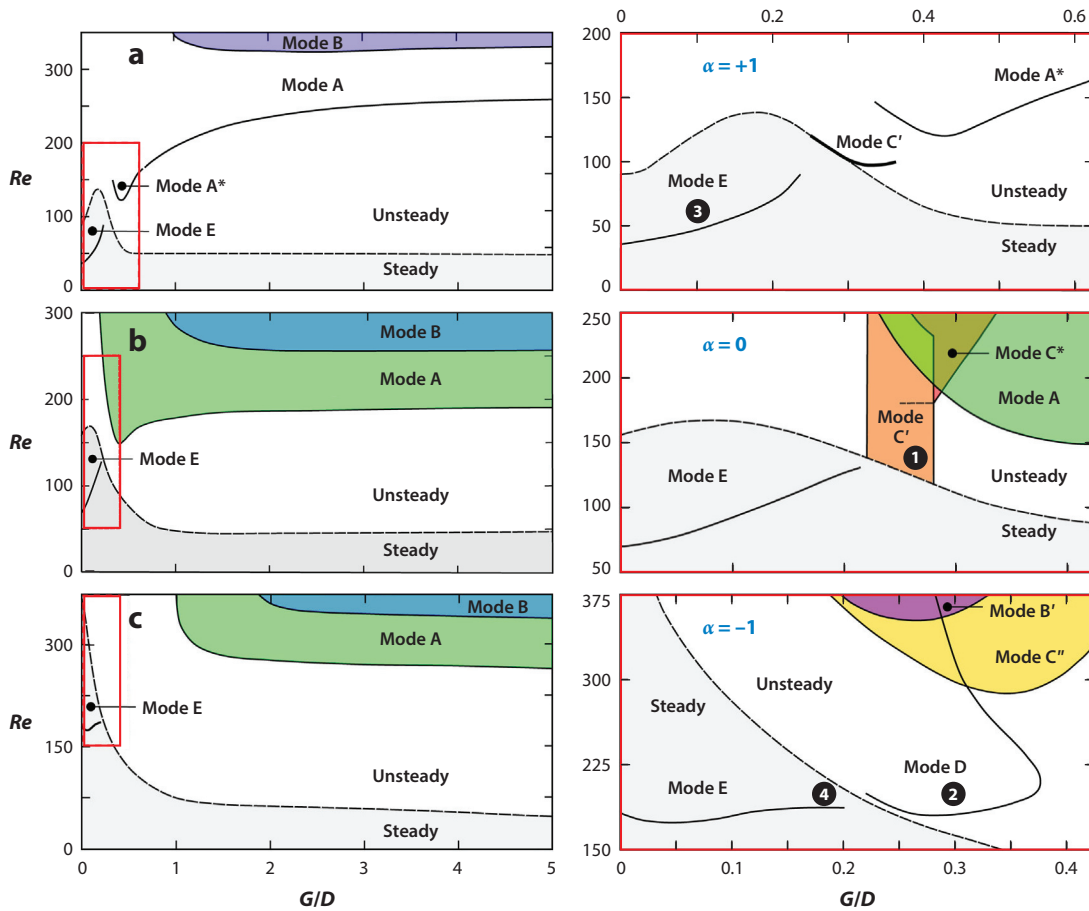 a
Re
300
200
100
0
Mode B
Mode A
Mode A*
Mode E
Unsteady
Steady
0
0.2
0.4
0.6
200
150
100
50
0
α = +1
Mode A*
Mode C′
Mode E
3
Unsteady
Steady
b
Re
300
200
100
0
Mode B
Mode A
Mode E
Unsteady
Steady
250
200
150
100
50
α = 0
Mode C*
Mode A
Mode
C′
1
Mode E
Unsteady
Steady
c
Re
300
150
0
Mode B
Mode A
Mode E
Unsteady
Steady
0
1
2
3
4
5
G/D
375
300
225
150
α = –1
Mode B′
Mode C″
Unsteady
Steady
Mode D
Mode E
4
2
0
0.1
0.2
0.3
0.4
G/D